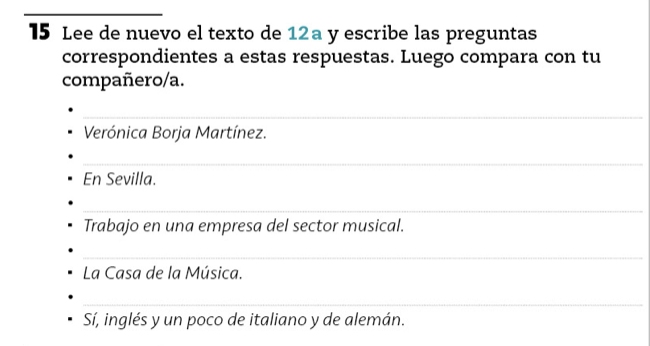 15 Lee de nuevo el texto de 12a y escribe las preguntas
correspondientes a estas respuestas. Luego compara con tu
compañero/a.
•
▪ Verónica Borja Martínez.
•
▪ En Sevilla.
•
▪ Trabajo en una empresa del sector musical.
•
▪ La Casa de la Música.
•
▪ Sí, inglés y un poco de italiano y de alemán.